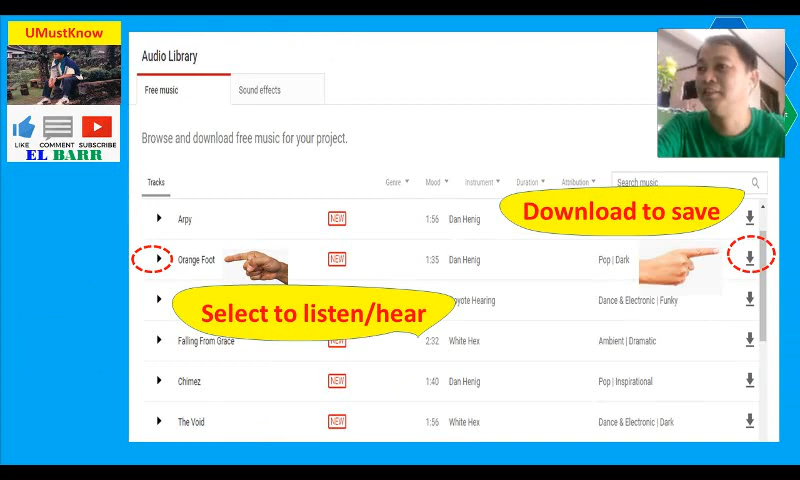 UMustKnow
LIKE COMMENT SUBSCRIBE
EL BARR
Audio Library
Free music Sound effects
Browse and download free music for your project.
Tracks Genre Mood Instrument Duration Attribution Search music
Download to save
Arpy NEW 1:56 Dan Henig
Orange Foot NEW 1:35 Dan Henig Pop | Dark
Select to listen/hear
Hearing Dance & Electronic | Funky
Falling From Grace NEW 2:32 White Hex Ambient | Dramatic
Chimez NEW 1:40 Dan Henig Pop | Inspirational
The Void NEW 1:56 White Hex Dance & Electronic | Dark